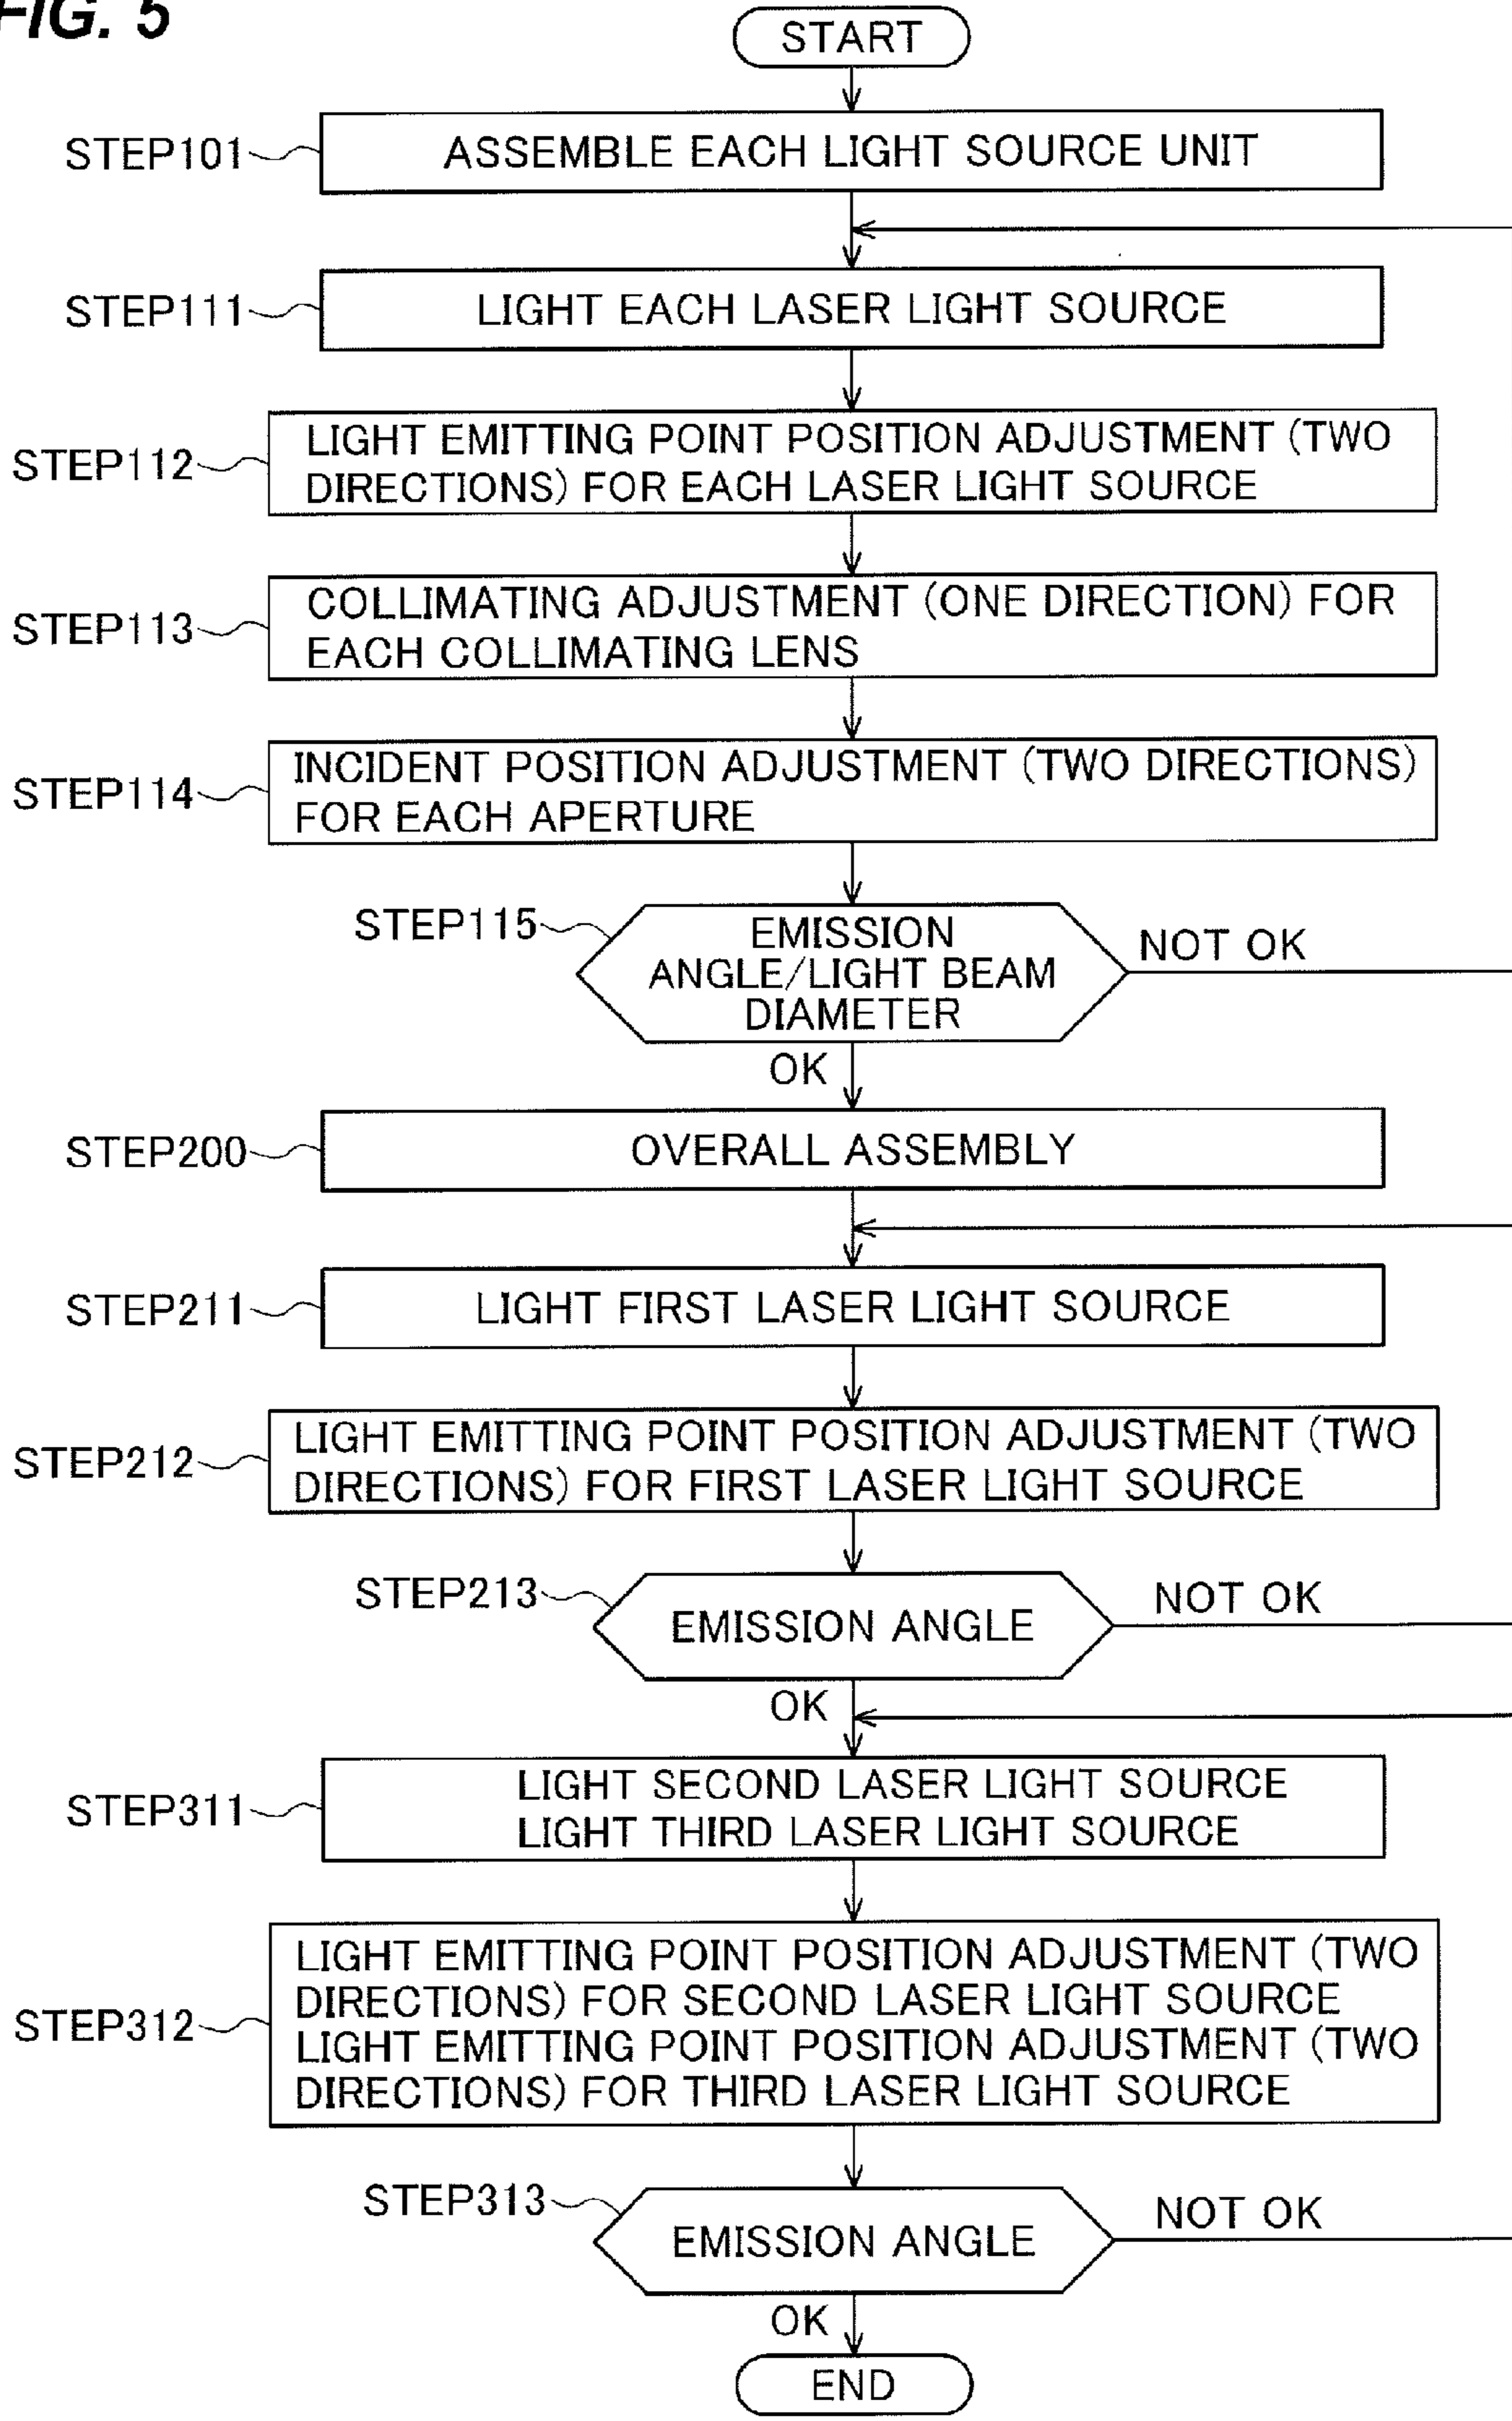 FIG. 5
START
STEP101
ASSEMBLE EACH LIGHT SOURCE UNIT
STEP111
LIGHT EACH LASER LIGHT SOURCE
STEP112
LIGHT EMITTING POINT POSITION ADJUSTMENT (TWO
DIRECTIONS) FOR EACH LASER LIGHT SOURCE
STEP113
COLLIMATING ADJUSTMENT (ONE DIRECTION) FOR
EACH COLLIMATING LENS
STEP114
INCIDENT POSITION ADJUSTMENT (TWO DIRECTIONS)
FOR EACH APERTURE
STEP115
EMISSION
ANGLE/LIGHT BEAM
DIAMETER
NOT OK
OK
STEP200
OVERALL ASSEMBLY
STEP211
LIGHT FIRST LASER LIGHT SOURCE
STEP212
LIGHT EMITTING POINT POSITION ADJUSTMENT (TWO
DIRECTIONS) FOR FIRST LASER LIGHT SOURCE
STEP213
EMISSION ANGLE
NOT OK
OK
STEP311
LIGHT SECOND LASER LIGHT SOURCE
LIGHT THIRD LASER LIGHT SOURCE
STEP312
LIGHT EMITTING POINT POSITION ADJUSTMENT (TWO
DIRECTIONS) FOR SECOND LASER LIGHT SOURCE
LIGHT EMITTING POINT POSITION ADJUSTMENT (TWO
DIRECTIONS) FOR THIRD LASER LIGHT SOURCE
STEP313
EMISSION ANGLE
NOT OK
OK
END